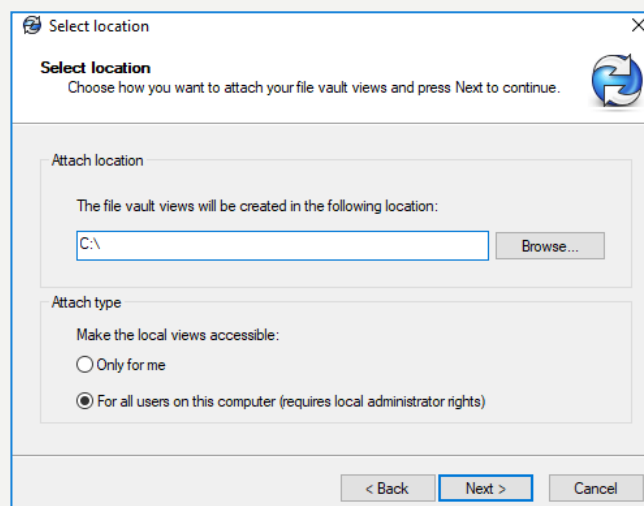 Select location
Select location
Choose how you want to attach your file vault views and press Next to continue.
Attach location
The file vault views will be created in the following location:
C:\
Browse...
Attach type
Make the local views accessible:
Only for me
For all users on this computer (requires local administrator rights)
< Back
Next >
Cancel